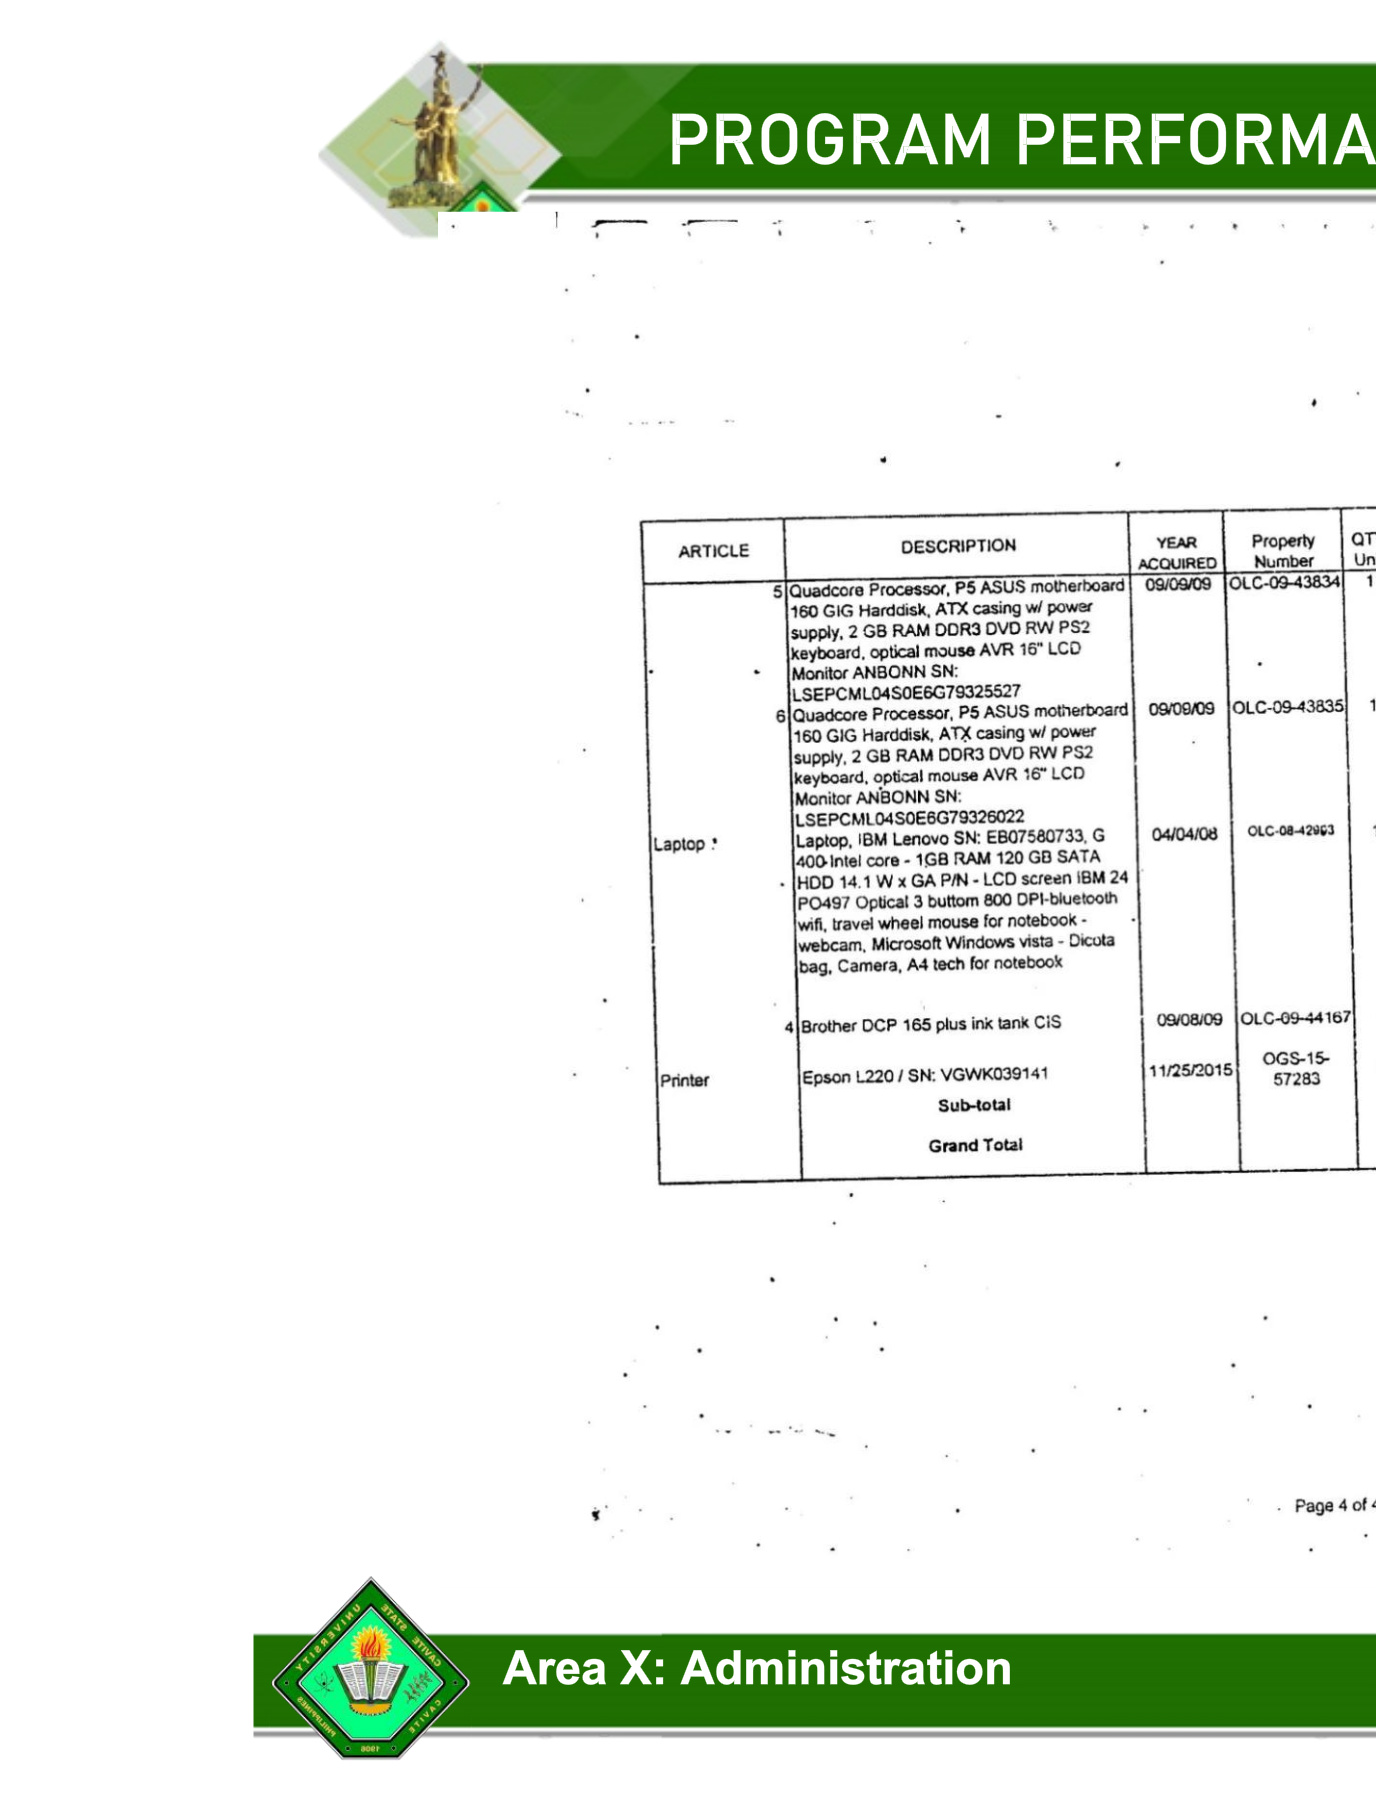 PROGRAM PERFORMA
ARTICLE DESCRIPTION YEAR ACQUIRED Property Number QT Un
5 Quadcore Processor, P5 ASUS motherboard 09/09/09 OLC-09-43834 1
160 GIG Harddisk, ATX casing w/ power
supply, 2 GB RAM DDR3 DVD RW PS2
keyboard, optical mouse AVR 16" LCD
Monitor ANBONN SN:
LSEPCML04S0E6G79325527
6 Quadcore Processor, P5 ASUS motherboard 09/09/09 OLC-09-43835 1
160 GIG Harddisk, ATX casing w/ power
supply, 2 GB RAM DDR3 DVD RW PS2
keyboard, optical mouse AVR 16" LCD
Monitor ANBONN SN:
LSEPCML04S0E6G79326022
Laptop Laptop, IBM Lenovo SN: EB07580733, G 04/04/08 OLC-08-42963 1
400-Intel core - 1GB RAM 120 GB SATA
HDD 14.1 W x GA P/N - LCD screen IBM 24
PO497 Optical 3 buttom 800 DPI-bluetooth
wifi, travel wheel mouse for notebook -
webcam, Microsoft Windows vista - Dicota
bag, Camera, A4 tech for notebook
4 Brother DCP 165 plus ink tank CIS 09/08/09 OLC-09-44167
Printer Epson L220 / SN: VGWK039141 11/25/2015 OGS-15-
57283
Sub-total
Grand Total
Page 4 of 4
CAVITE STATE UNIVERSITY
CAVITE PHILIPPINES
1906
Area X: Administration